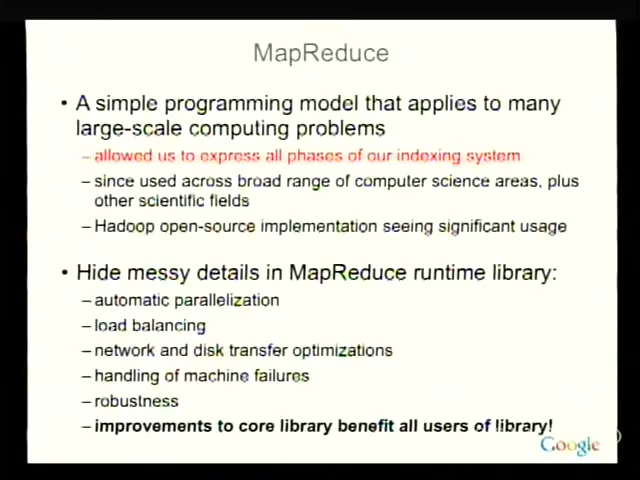 MapReduce
• A simple programming model that applies to many
large-scale computing problems
– allowed us to express all phases of our indexing system
– since used across broad range of computer science areas, plus
other scientific fields
– Hadoop open-source implementation seeing significant usage
• Hide messy details in MapReduce runtime library:
– automatic parallelization
– load balancing
– network and disk transfer optimizations
– handling of machine failures
– robustness
– improvements to core library benefit all users of library!
Google